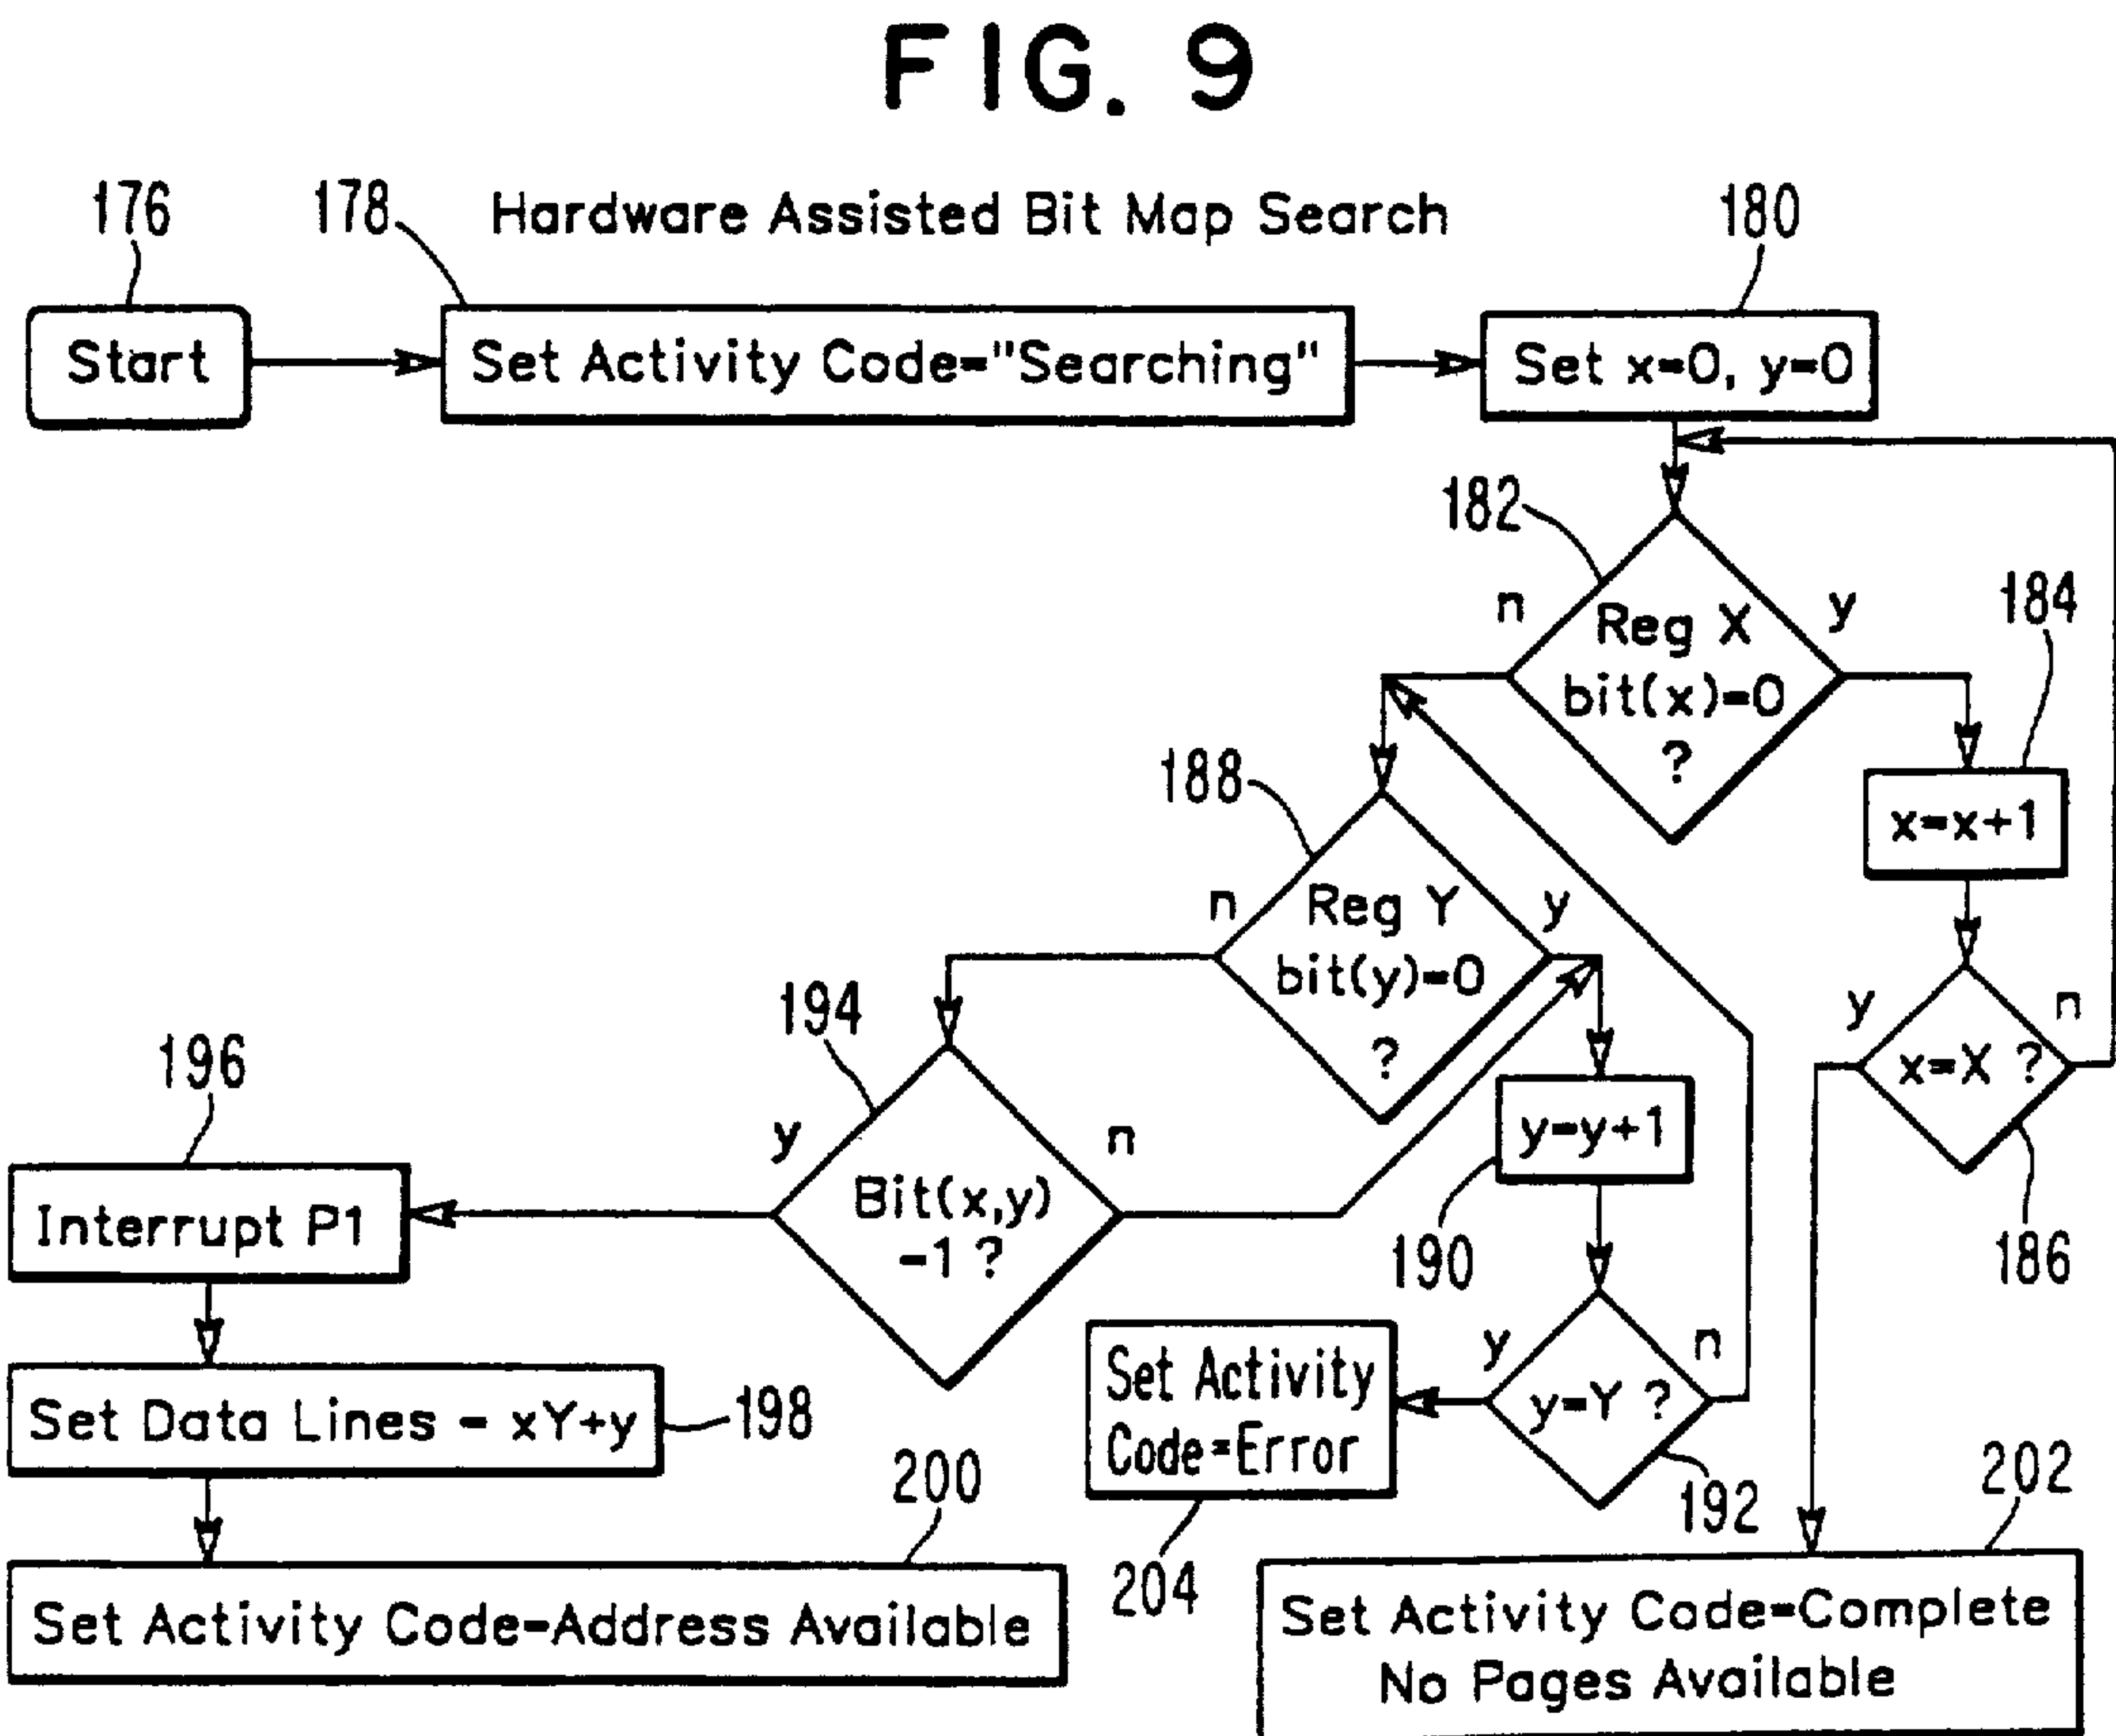 FIG. 9
Hardware Assisted Bit Map Search
176
178
180
Start
Set Activity Code="Searching"
Set x=0, y=0
182
n
Reg X
bit(x)=0
?
y
184
x=x+1
188
n
Reg Y
bit(y)=0
?
y
y
x=X ?
n
186
194
y
Bit(x,y)
-1 ?
n
y=y+1
190
196
Interrupt P1
y
y=Y ?
n
192
Set Activity
Code=Error
204
Set Data Lines - xY+y
198
200
Set Activity Code-Address Available
202
Set Activity Code=Complete
No Pages Available